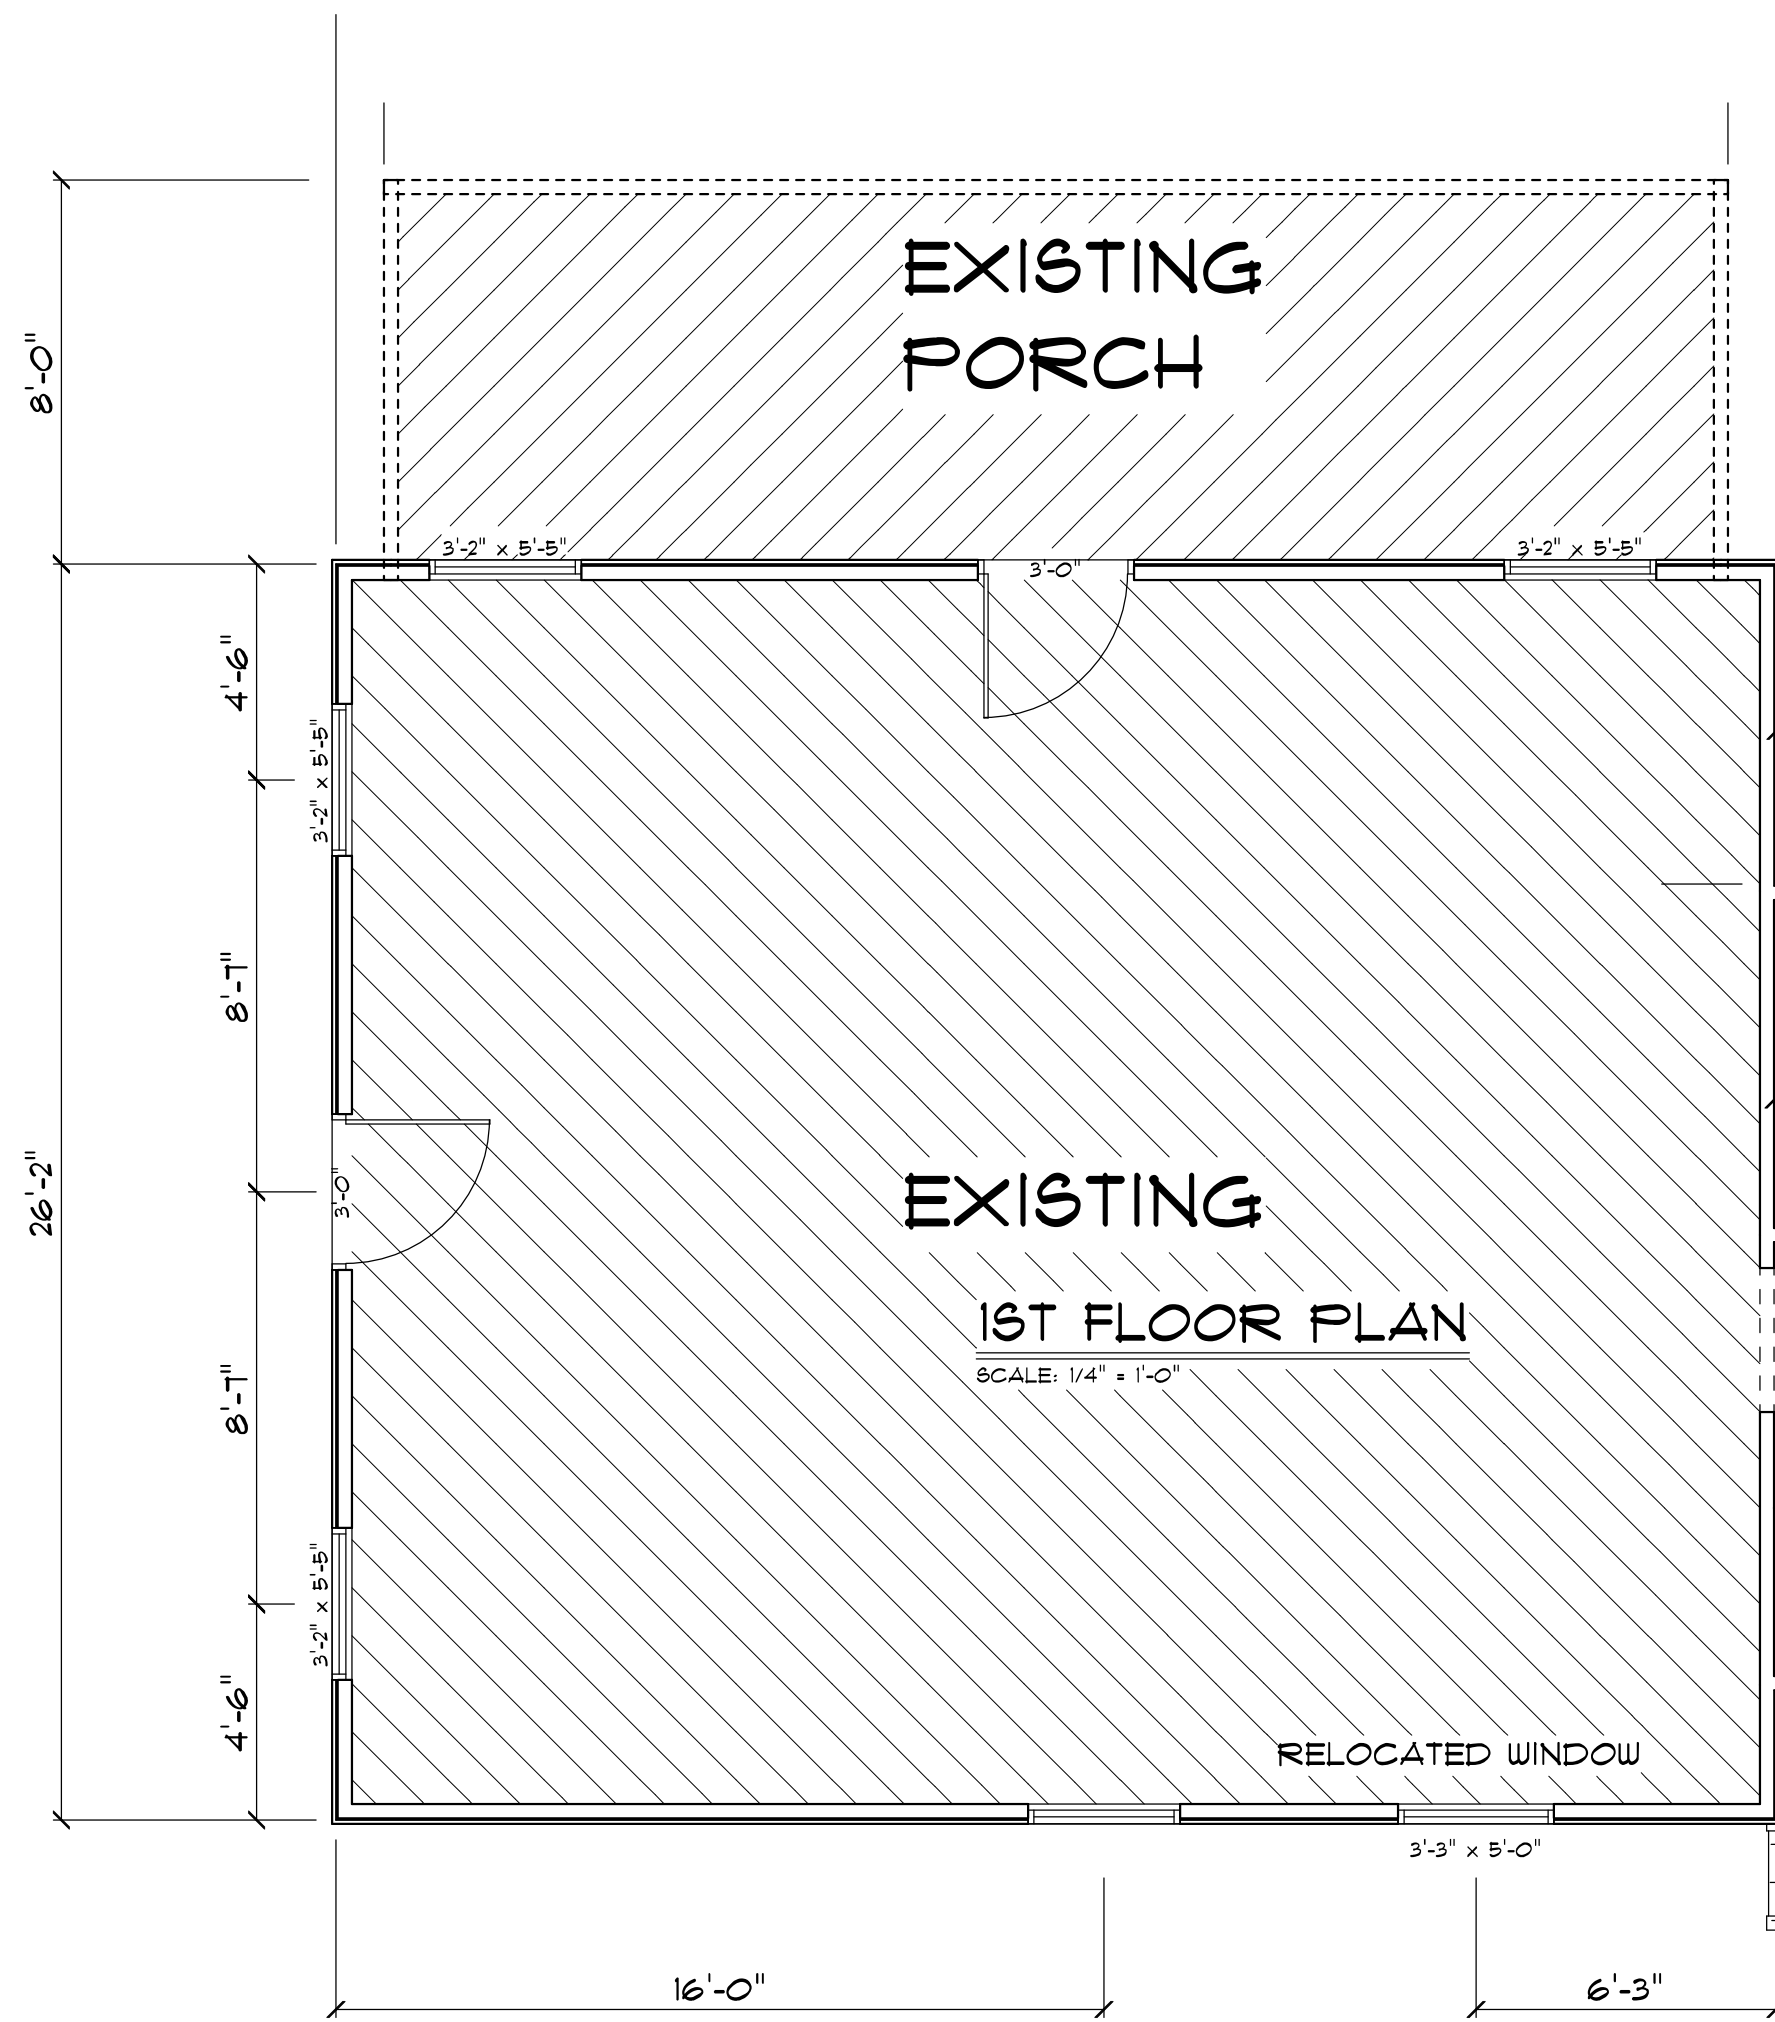 EXISTING
PORCH
8'-0"
3'-2" x 5'-5"
3'-0"
3'-2" x 5'-5"
4'-6"
3'-2" x 5'-5"
8'-7"
26'-2"
3'-0"
EXISTING
1ST FLOOR PLAN
SCALE: 1/4" = 1'-0"
8'-7"
3'-2" x 5'-5"
4'-6"
RELOCATED WINDOW
3'-3" x 5'-0"
16'-0"
6'-3"